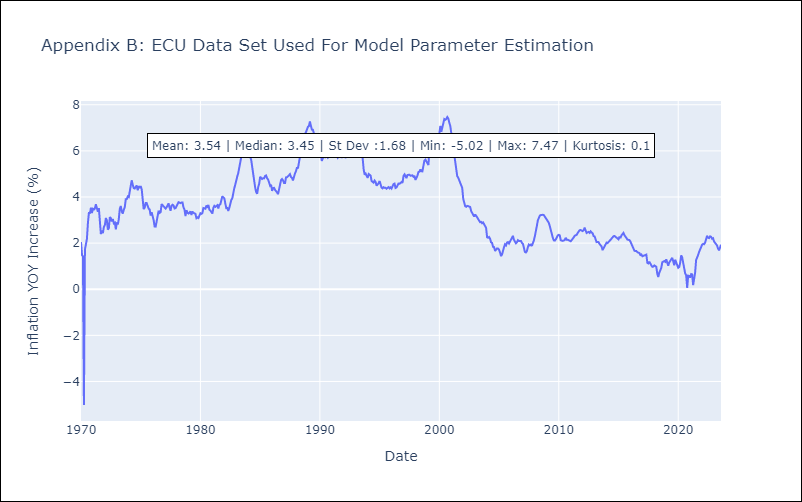 Appendix B: ECU Data Set Used For Model Parameter Estimation
8
Mean: 3.54 | Median: 3.45 | St Dev :1.68 | Min: -5.02 | Max: 7.47 | Kurtosis: 0.1
6
4
2
0
−2
−4
Inflation YOY Increase (%)
1970 1980 1990 2000 2010 2020
Date